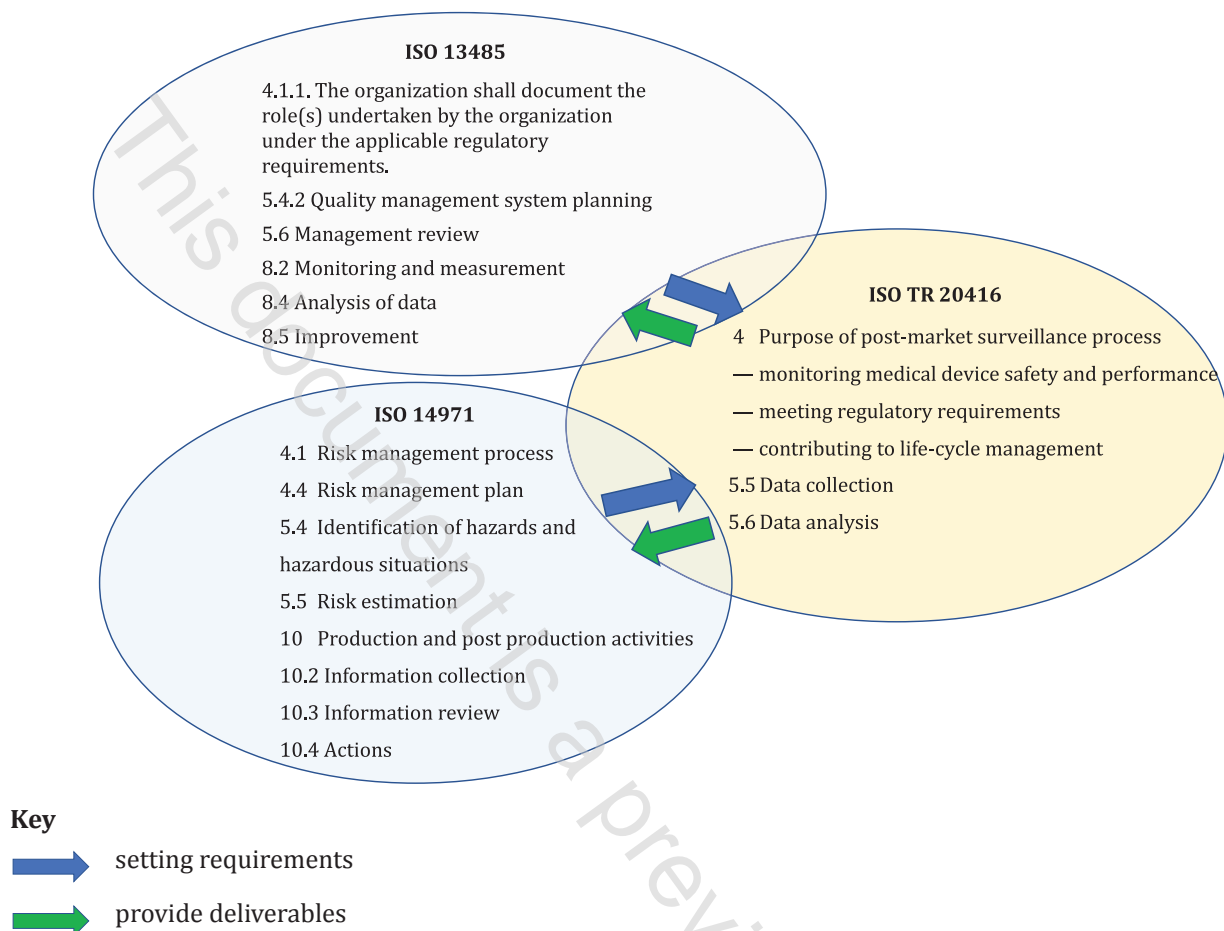 ISO 13485
4.1.1. The organization shall document the
role(s) undertaken by the organization
under the applicable regulatory
requirements.
5.4.2 Quality management system planning
5.6 Management review
8.2 Monitoring and measurement
8.4 Analysis of data
8.5 Improvement
ISO TR 20416
4 Purpose of post-market surveillance process
— monitoring medical device safety and performance
— meeting regulatory requirements
— contributing to life-cycle management
5.5 Data collection
5.6 Data analysis
ISO 14971
4.1 Risk management process
4.4 Risk management plan
5.4 Identification of hazards and
hazardous situations
5.5 Risk estimation
10 Production and post production activities
10.2 Information collection
10.3 Information review
10.4 Actions
Key
setting requirements
provide deliverables
This document is a previ